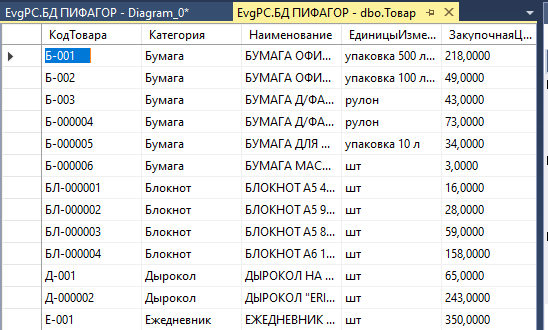 EvgPC.БД ПИФАГОР - Diagram_0* EvgPC.БД ПИФАГОР - dbo.Товар
КодТовара Категория Наименование ЕдиницыИзме... ЗакупочнаяЦ...
Б-001 Бумага БУМАГА ОФИ... упаковка 500 л... 218,0000
Б-002 Бумага БУМАГА ОФИ... упаковка 100 л... 49,0000
Б-003 Бумага БУМАГА Д/ФА... рулон 43,0000
Б-000004 Бумага БУМАГА Д/ФА... рулон 73,0000
Б-000005 Бумага БУМАГА ДЛЯ ... упаковка 10 л 34,0000
Б-000006 Бумага БУМАГА МАС... шт 3,0000
БЛ-000001 Блокнот БЛОКНОТ А5 4... шт 16,0000
БЛ-000002 Блокнот БЛОКНОТ А5 9... шт 28,0000
БЛ-000003 Блокнот БЛОКНОТ А5 8... шт 59,0000
БЛ-000004 Блокнот БЛОКНОТ А6 1... шт 158,0000
Д-001 Дырокол ДЫРОКОЛ НА ... шт 65,0000
Д-000002 Дырокол ДЫРОКОЛ "ERI... шт 243,0000
Е-001 Ежедневник ЕЖЕДНЕВНИК ... шт 350,0000